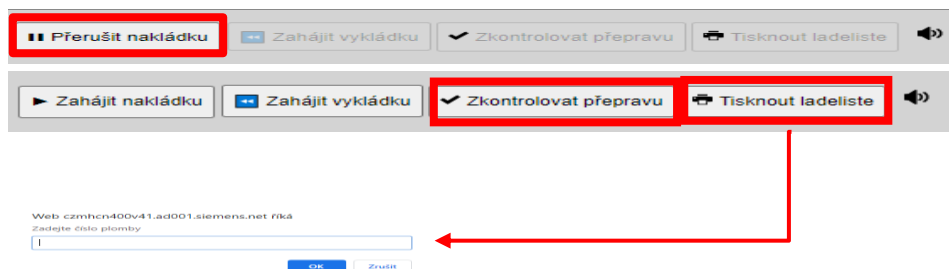 Přerušit nakládku Zahájit vykládku Zkontrolovat přepravu Tisknout ladeliste
Zahájit nakládku Zahájit vykládku Zkontrolovat přepravu Tisknout ladeliste
Web czmhcn400v41.ad001.siemens.net říká
Zadejte číslo plomby
OK Zrušit